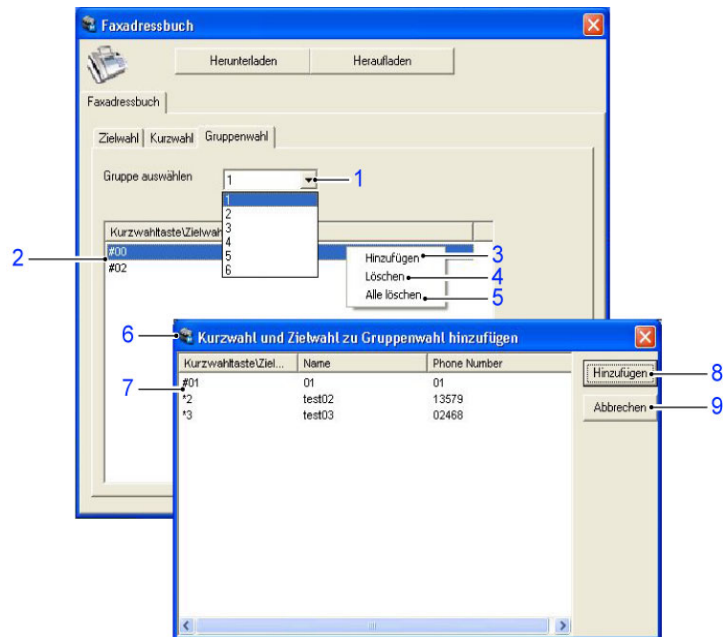 Faxadressbuch
Herunterladen Heraufladen
Faxadressbuch
Zielwahl Kurzwahl Gruppenwahl
Gruppe auswählen 1 1
1
2
3
4
5
6
Kurzwahltaste\Zielwah
2 #00
#02
Hinzufügen 3
Löschen 4
Alle löschen 5
6 Kurzwahl und Zielwahl zu Gruppenwahl hinzufügen
Kurzwahltaste\Ziel... Name Phone Number
7 #01 01 01
*2 test02 13579
*3 test03 02468
Hinzufügen 8
Abbrechen 9